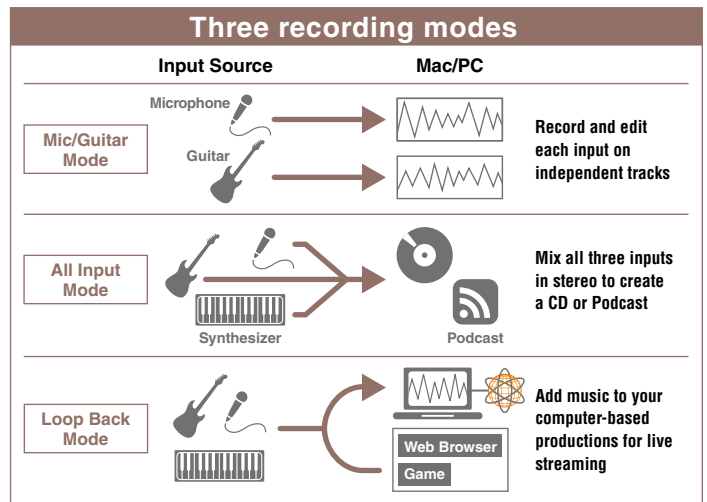 Three recording modes
Input Source
Mac/PC
Mic/Guitar
Mode
Microphone
Guitar
Record and edit
each input on
independent tracks
All Input
Mode
Synthesizer
Podcast
Mix all three inputs
in stereo to create
a CD or Podcast
Loop Back
Mode
Web Browser
Game
Add music to your
computer-based
productions for live
streaming